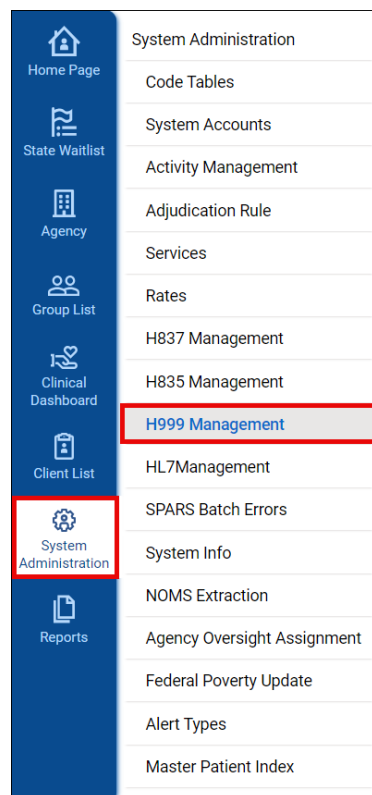 Home Page
State Waitlist
Agency
Group List
Clinical
Dashboard
Client List
System
Administration
Reports
System Administration
Code Tables
System Accounts
Activity Management
Adjudication Rule
Services
Rates
H837 Management
H835 Management
H999 Management
HL7Management
SPARS Batch Errors
System Info
NOMS Extraction
Agency Oversight Assignment
Federal Poverty Update
Alert Types
Master Patient Index